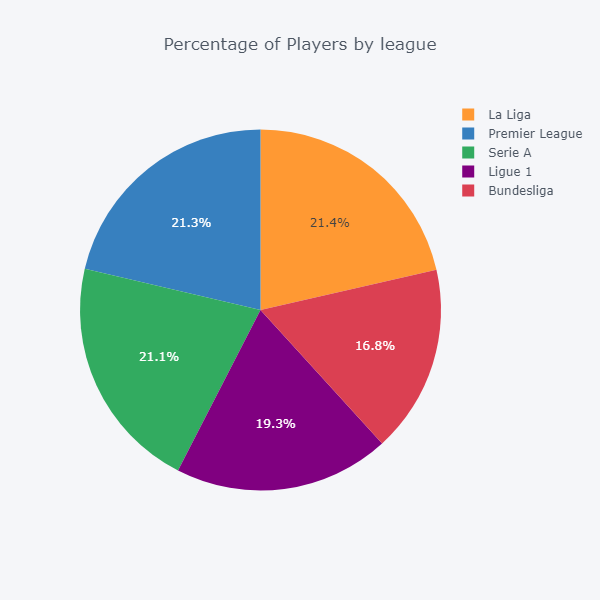 Percentage of Players by league
La Liga
Premier League
Serie A
Ligue 1
Bundesliga
21.3%
21.4%
16.8%
21.1%
19.3%